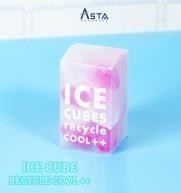 ASTA
ICE
CUBES
recycle
COOL++
ICE CUBE
RECYCLE COOL ++